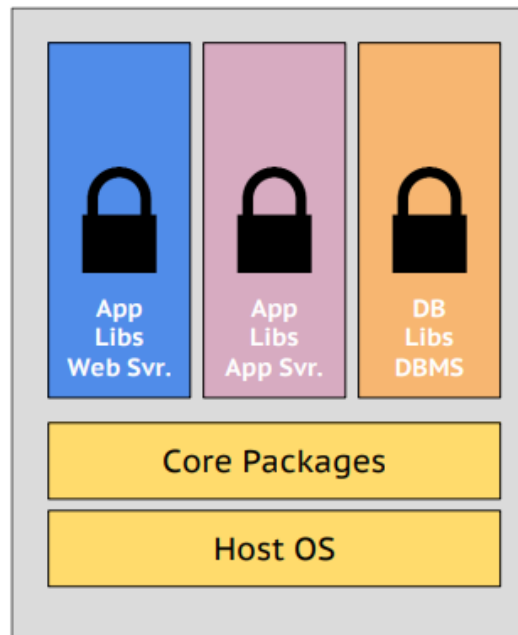 App
Libs
Web Svr.
App
Libs
App Svr.
DB
Libs
DBMS
Core Packages
Host OS